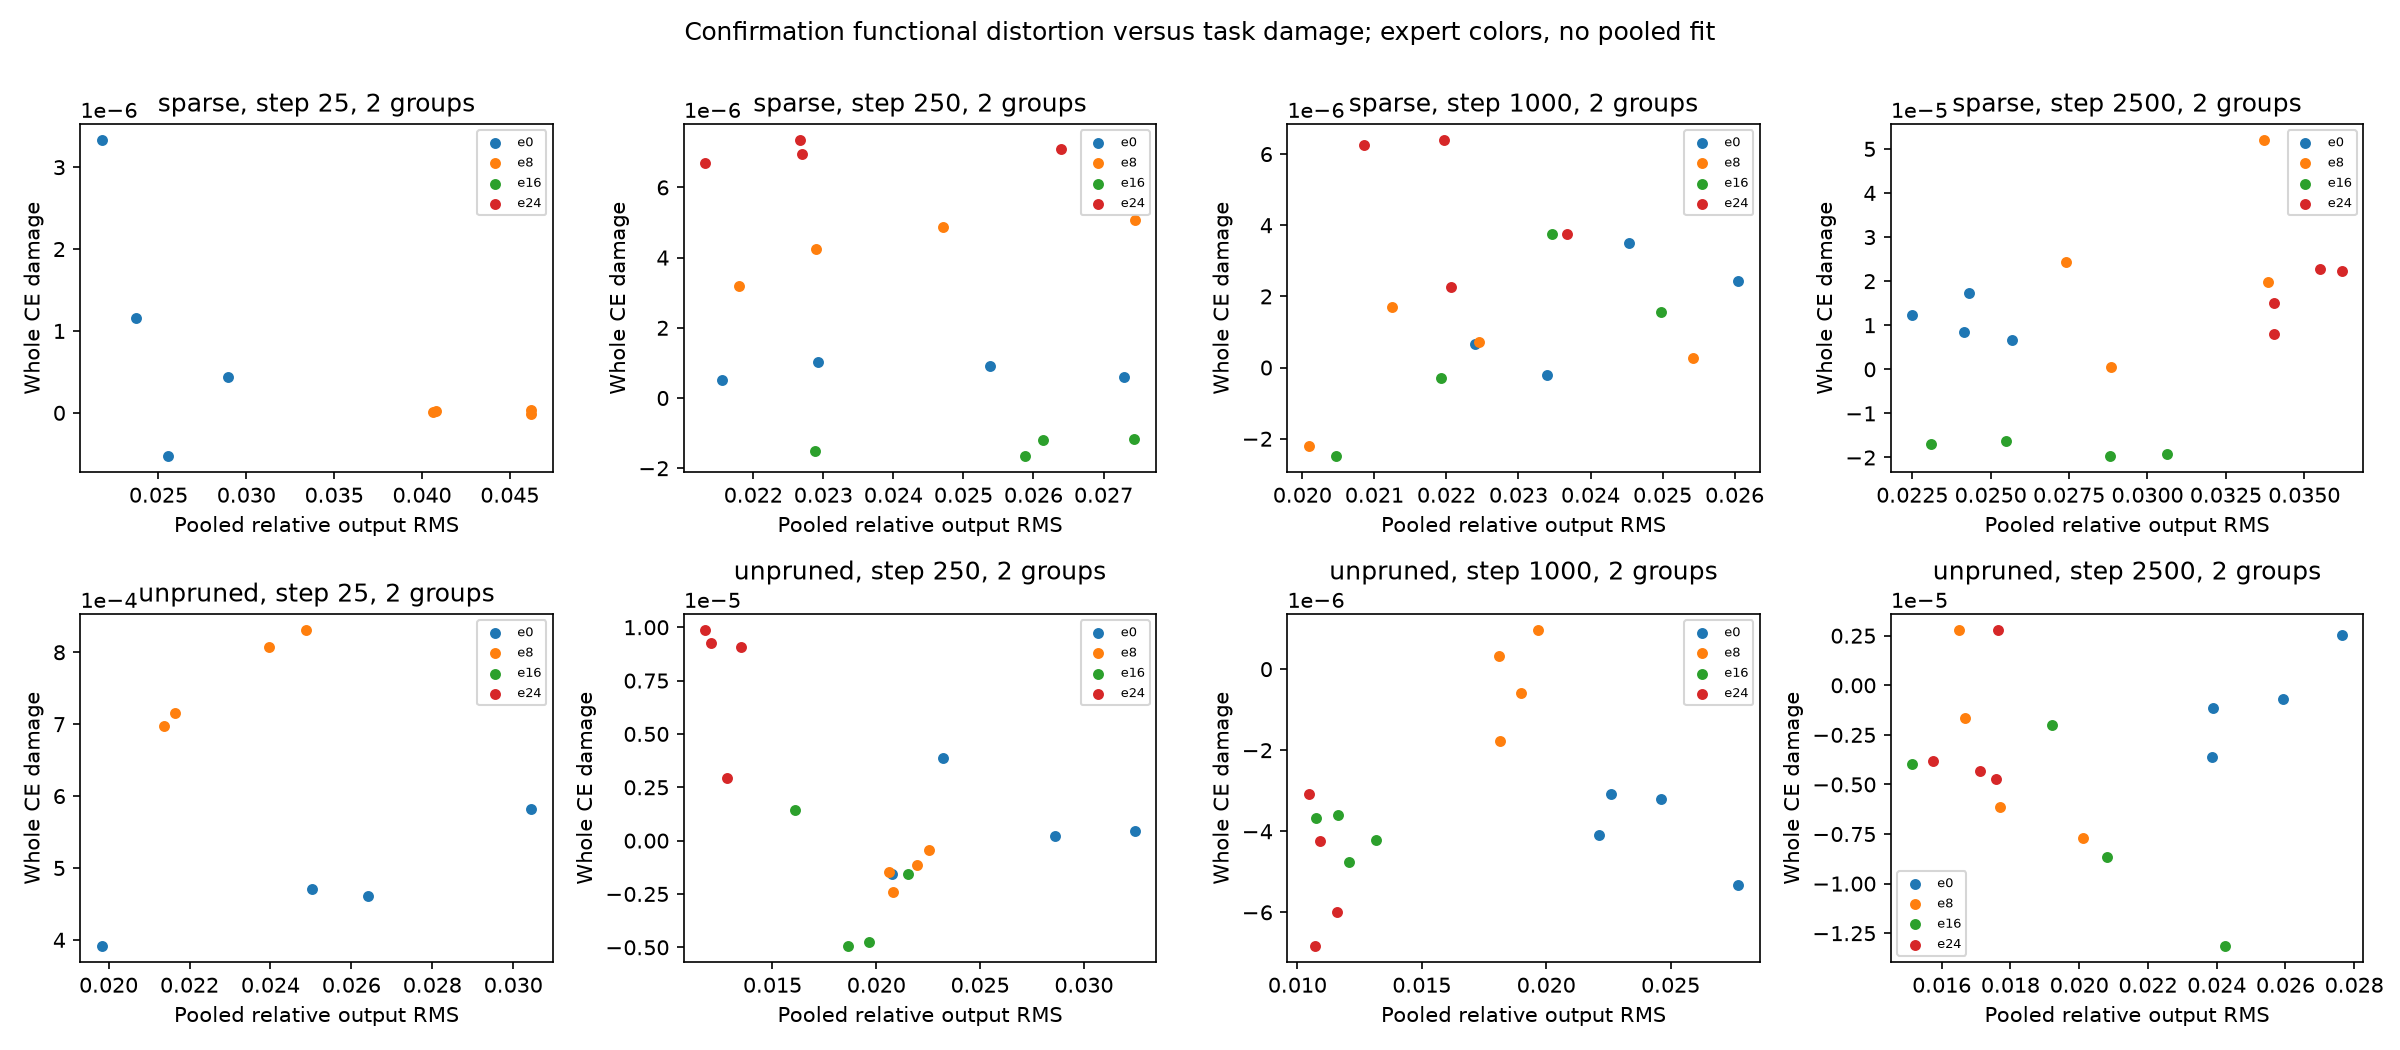 Confirmation functional distortion versus task damage; expert colors, no pooled fit
1e−6 sparse, step 25, 2 groups
Whole CE damage
3
2
1
0
e0
e8
e16
e24
0.025 0.030 0.035 0.040 0.045
Pooled relative output RMS
1e−6 sparse, step 250, 2 groups
Whole CE damage
6
4
2
0
−2
e0
e8
e16
e24
0.022 0.023 0.024 0.025 0.026 0.027
Pooled relative output RMS
1e−6 sparse, step 1000, 2 groups
Whole CE damage
6
4
2
0
−2
e0
e8
e16
e24
0.020 0.021 0.022 0.023 0.024 0.025 0.026
Pooled relative output RMS
1e−5 sparse, step 2500, 2 groups
Whole CE damage
5
4
3
2
1
0
−1
−2
e0
e8
e16
e24
0.0225 0.0250 0.0275 0.0300 0.0325 0.0350
Pooled relative output RMS
1e−4 unpruned, step 25, 2 groups
Whole CE damage
8
7
6
5
4
e0
e8
e16
e24
0.020 0.022 0.024 0.026 0.028 0.030
Pooled relative output RMS
unpruned, step 250, 2 groups
1e−5
Whole CE damage
1.00
0.75
0.50
0.25
0.00
−0.25
−0.50
e0
e8
e16
e24
0.015 0.020 0.025 0.030
Pooled relative output RMS
unpruned, step 1000, 2 groups
1e−6
Whole CE damage
0
−2
−4
−6
e0
e8
e16
e24
0.010 0.015 0.020 0.025
Pooled relative output RMS
unpruned, step 2500, 2 groups
1e−5
Whole CE damage
0.25
0.00
−0.25
−0.50
−0.75
−1.00
−1.25
e0
e8
e16
e24
0.016 0.018 0.020 0.022 0.024 0.026 0.028
Pooled relative output RMS